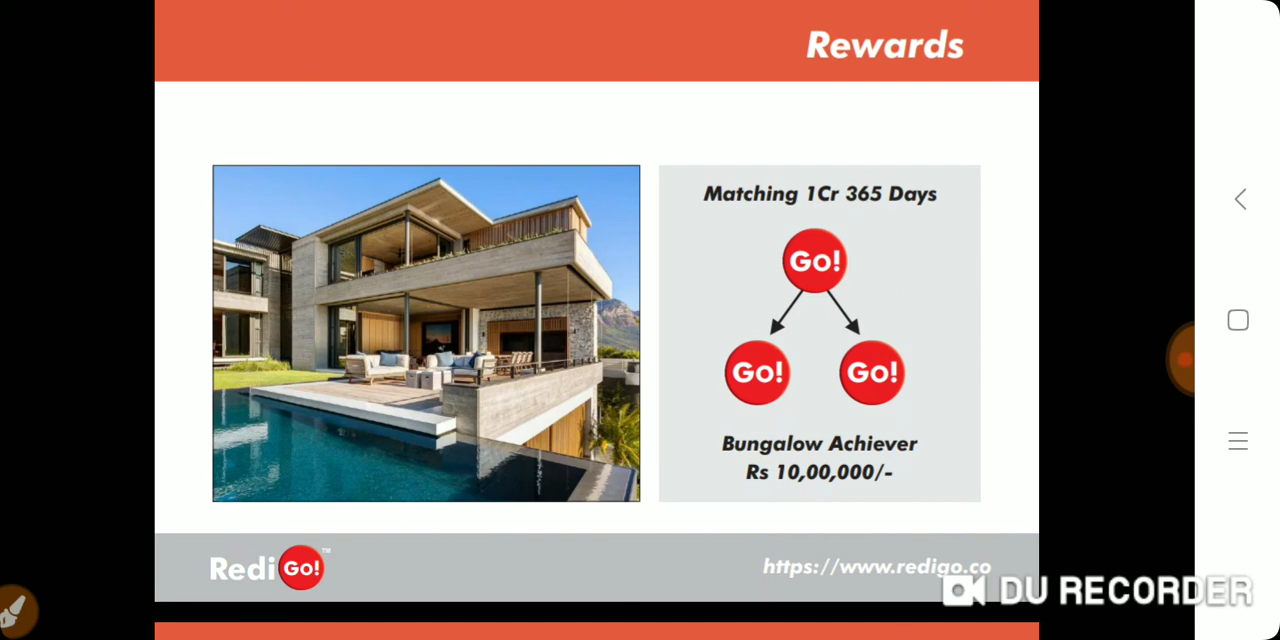 Rewards
Matching 1Cr 365 Days
Go!
Go! Go!
Bungalow Achiever
Rs 10,00,000/-
Redi Go! ™
https://www.redigo.co
DU RECORDER